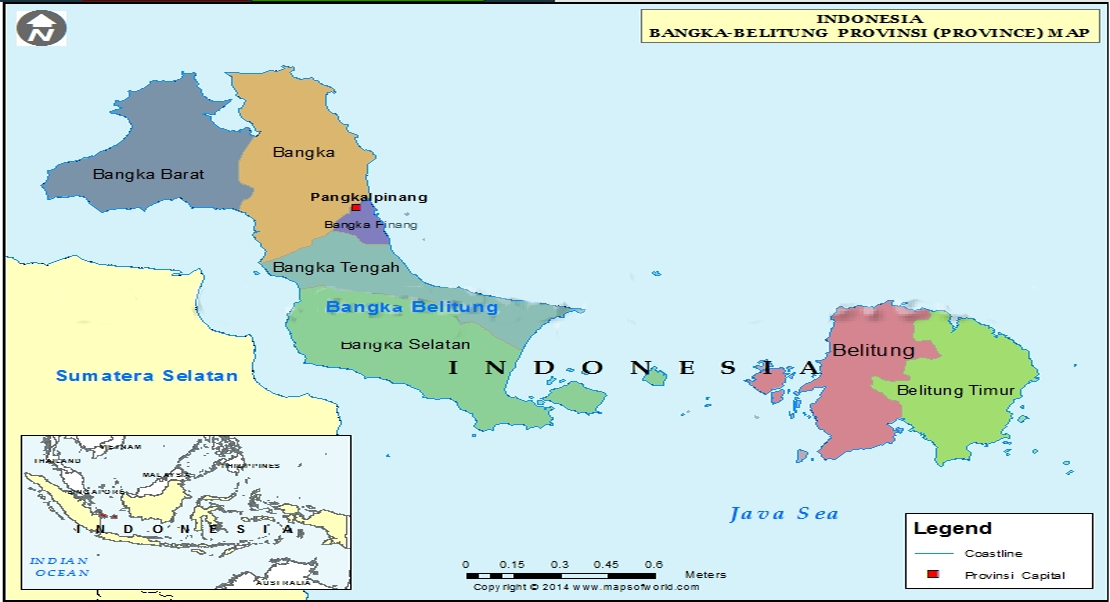 N
INDONESIA
BANGKA-BELITUNG PROVINSI (PROVINCE) MAP
Bangka
Bangka Barat
Pangkalpinang
Bangka Pinang
Bangka Tengah
Bangka Belitung
Bangka Selatan
INDONESIA
Belitung
Sumatera Selatan
Belitung Timur
VIETNAM
THAILAND
PHILIPPINES
MALAYSIA
SINGAPORE
INDONESIA
INDIAN
OCEAN
AUSTRALIA
Java Sea
Legend
Coastline
Provinsi Capital
0 0.15 0.3 0.45 0.6
Meters
Copyright © 2014 www.mapsofworld.com